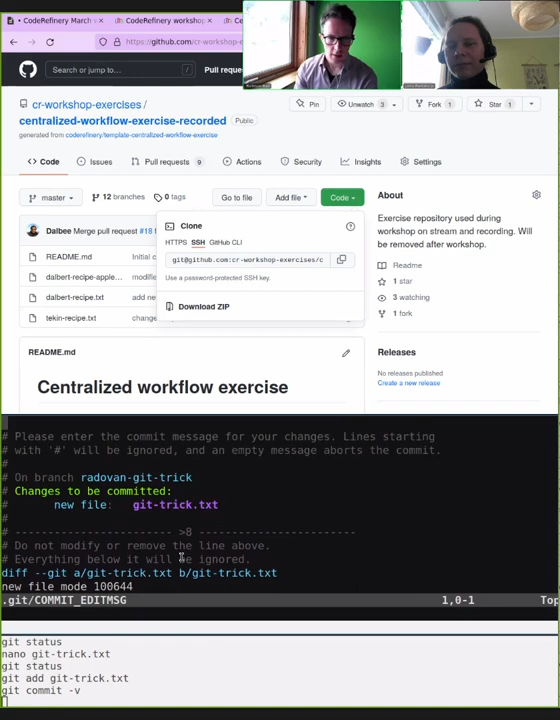 CodeRefinery March w
CodeRefinery workshop
Ce
https://github.com/cr-workshop-e
Search or jump to...
/
Pull reque
cr-workshop-exercises /
centralized-workflow-exercise-recorded
Public
generated from coderefinery/template-centralized-workflow-exercise
Pin
Unwatch 3
Fork 1
Star 1
Code
Issues
Pull requests 9
Actions
Security
Insights
Settings
master
12 branches
0 tags
Go to file
Add file
Code
About
Exercise repository used during
workshop on stream and recording. Will
be removed after workshop.
Readme
1 star
3 watching
1 fork
Dalbee Merge pull request #18
README.md
Initial c
dalbert-recipe-apple...
modifie
dalbert-recipe.txt
add ne
tekin-recipe.txt
change
Clone
HTTPS SSH GitHub CLI
git@github.com:cr-workshop-exercises/c
Use a password-protected SSH key.
Download ZIP
README.md
Centralized workflow exercise
Releases
No releases published
Create a new release
# Please enter the commit message for your changes. Lines starting
# with '#' will be ignored, and an empty message aborts the commit.
#
# On branch radovan-git-trick
# Changes to be committed:
#       new file:   git-trick.txt
#
# ------------------------ >8 ------------------------
# Do not modify or remove the line above.
# Everything below it will be ignored.
diff --git a/git-trick.txt b/git-trick.txt
new file mode 100644
.git/COMMIT_EDITMSG 1,0-1 Top
git status
nano git-trick.txt
git status
git add git-trick.txt
git commit -v